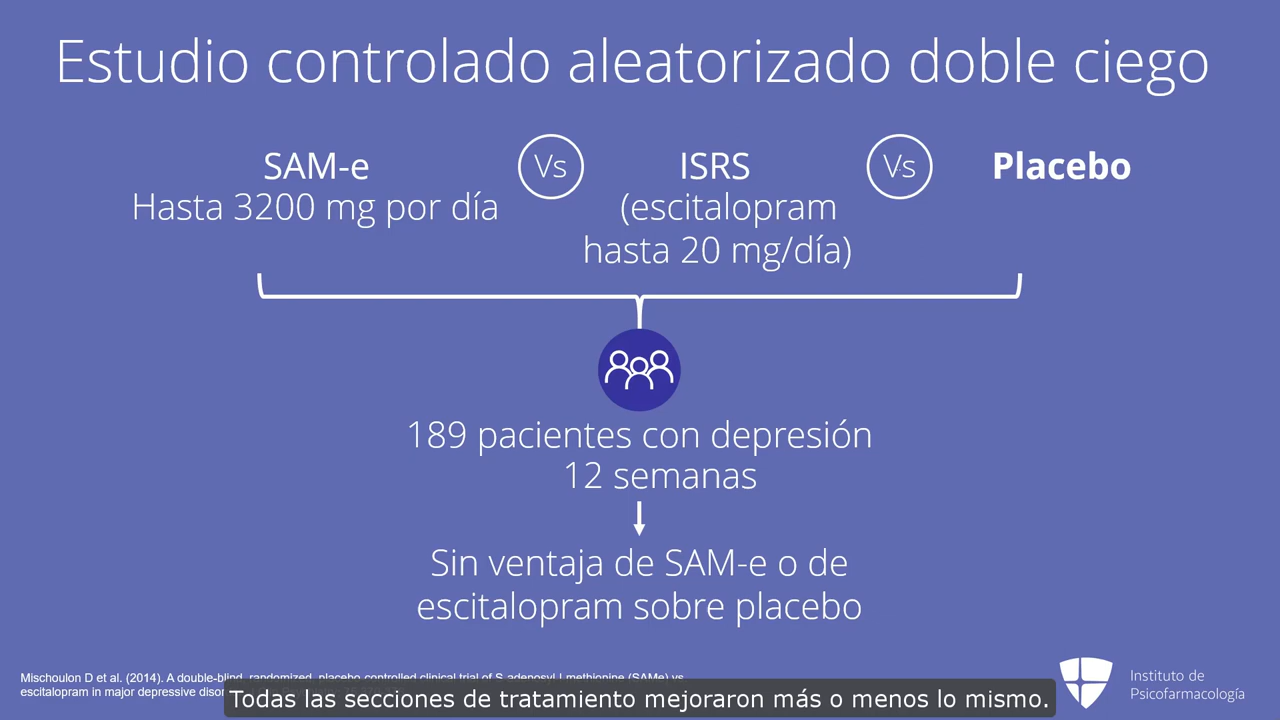 Estudio controlado aleatorizado doble ciego
SAM-e
Hasta 3200 mg por día
Vs
ISRS
(escitalopram
hasta 20 mg/día)
Vs
Placebo
189 pacientes con depresión
12 semanas
Sin ventaja de SAM-e o de
escitalopram sobre placebo
Mischoulon D et al. (2014). A double-blind, randomized, placebo-controlled clinical trial of S-adenosyl-l-methionine (SAMe) vs
escitalopram in major depressive
Todas las secciones de tratamiento mejoraron más o menos lo mismo.
Instituto de
Psicofarmacología